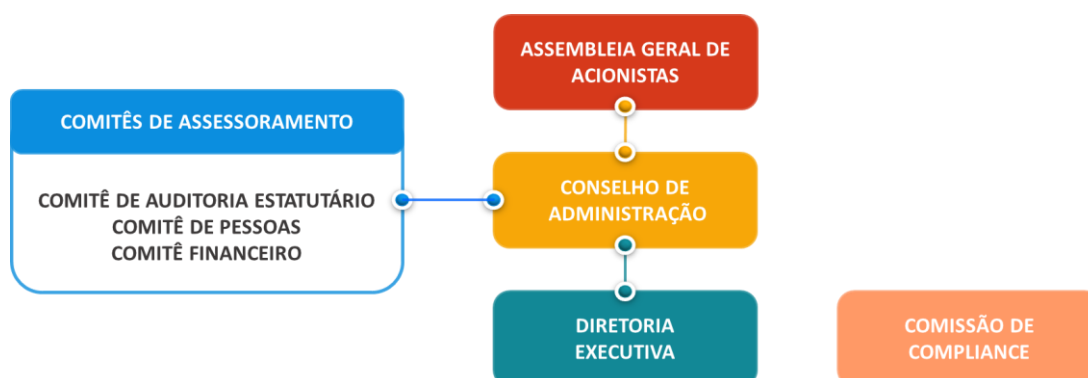 ASSEMBLEIA GERAL DE
ACIONISTAS
COMITÊS DE ASSESSORAMENTO
COMITÊ DE AUDITORIA ESTATUTÁRIO
COMITÊ DE PESSOAS
COMITÊ FINANCEIRO
CONSELHO DE
ADMINISTRAÇÃO
DIRETORIA
EXECUTIVA
COMISSÃO DE
COMPLIANCE